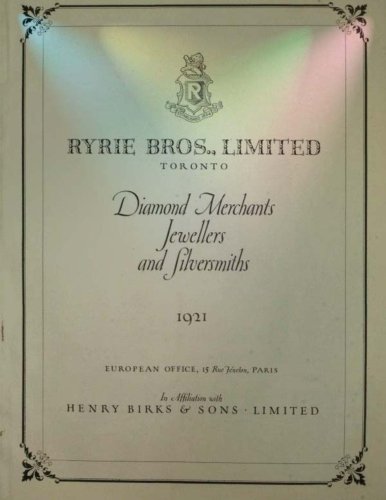 R
RYRIE BROS., LIMITED
TORONTO
Diamond Merchants
Jewellers
and Silversmiths
1921
EUROPEAN OFFICE, 15 Rue Fénelon, PARIS
In Affiliation with
HENRY BIRKS & SONS · LIMITED